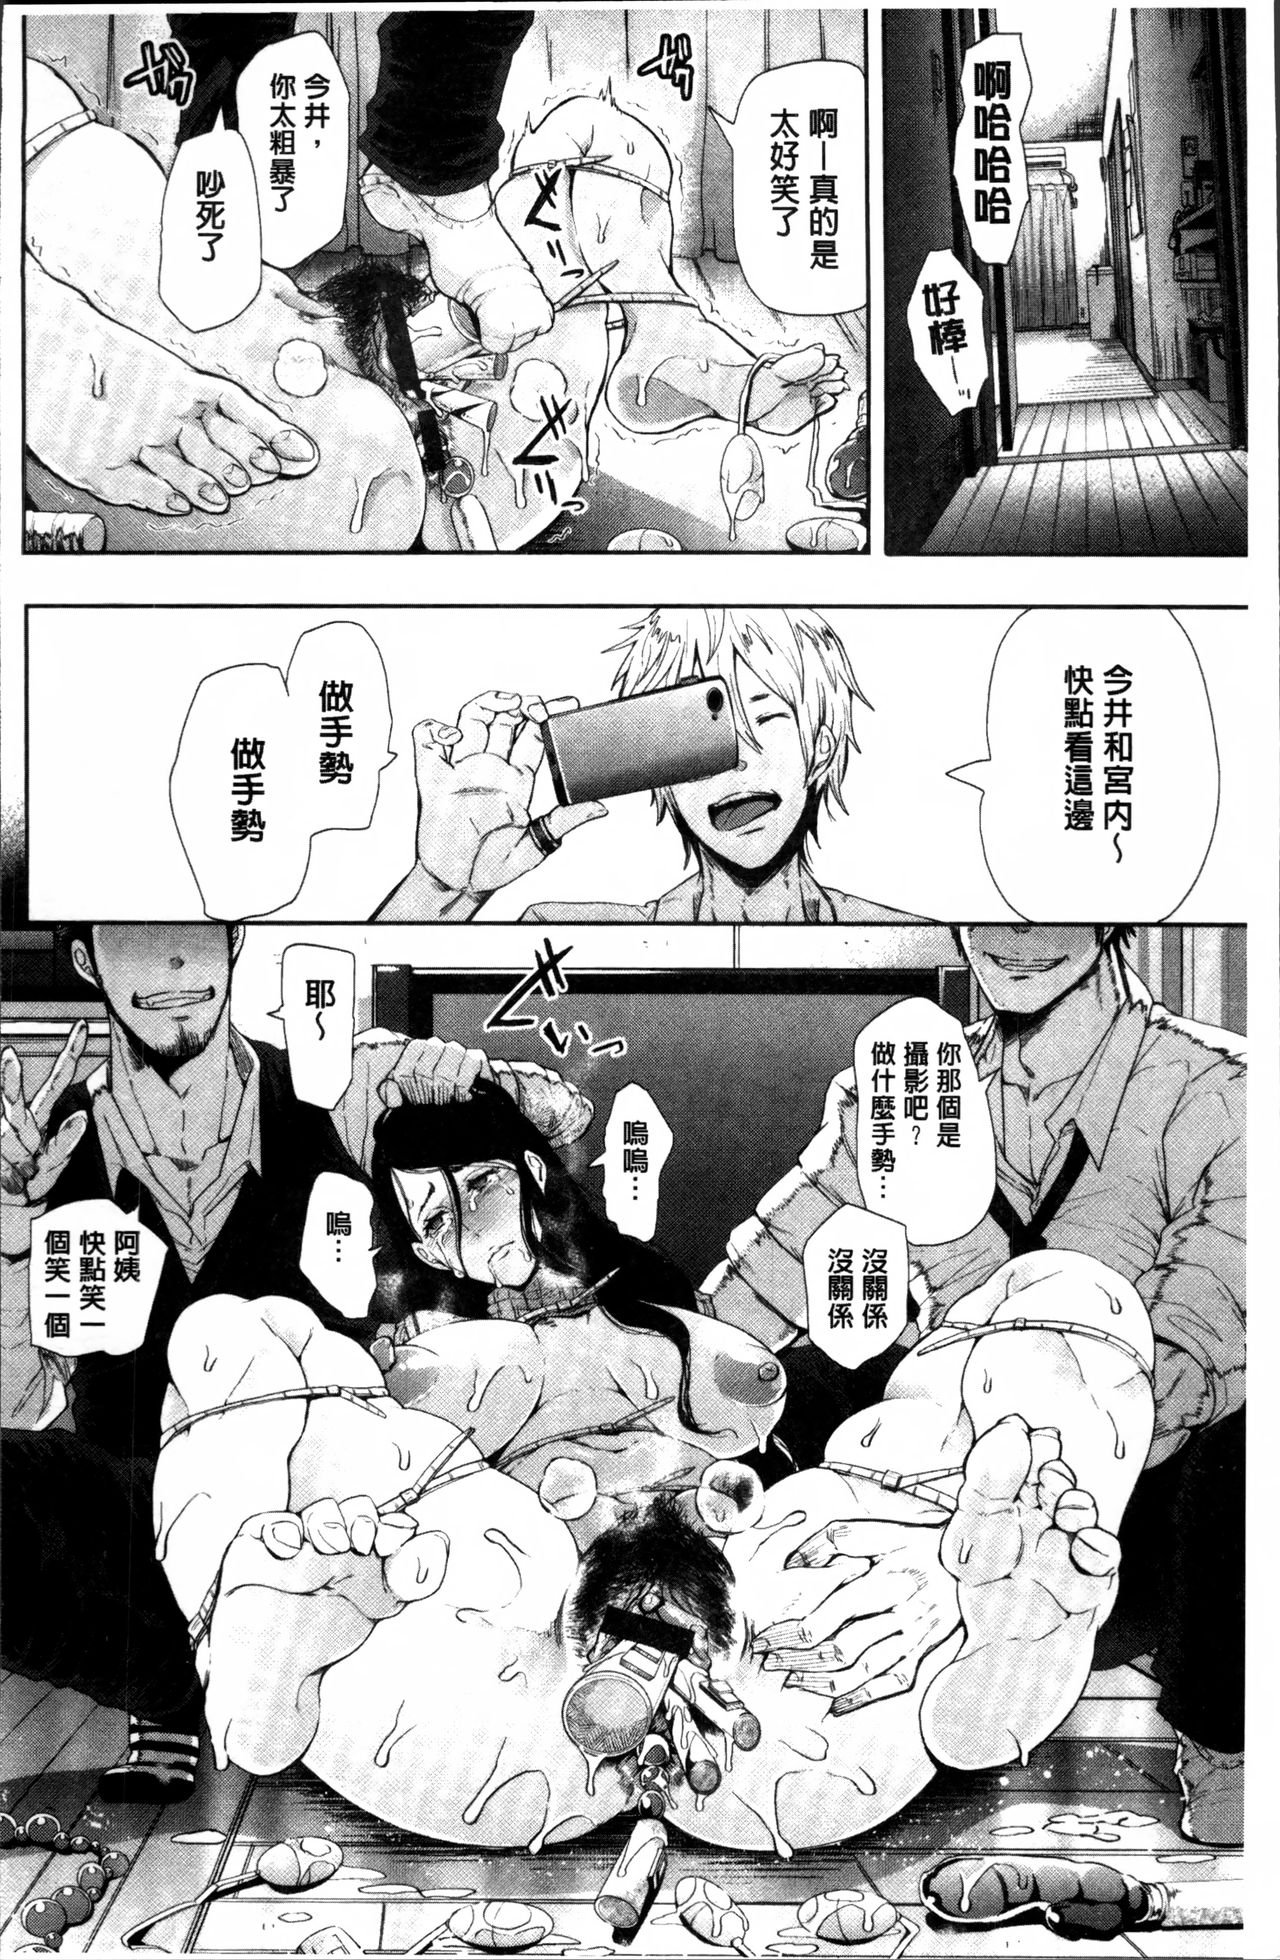 啊哈哈哈哈
好棒—
啊—真的是
太好笑了
今井，
你太粗暴了
吵死了
今井和宮内～
快點看這邊
做手勢
做手勢
你那個是
攝影吧？
做什麼手勢…
沒關係
沒關係
嗚嗚…
耶～
嗚…
阿姨
快點笑一
個笑一個